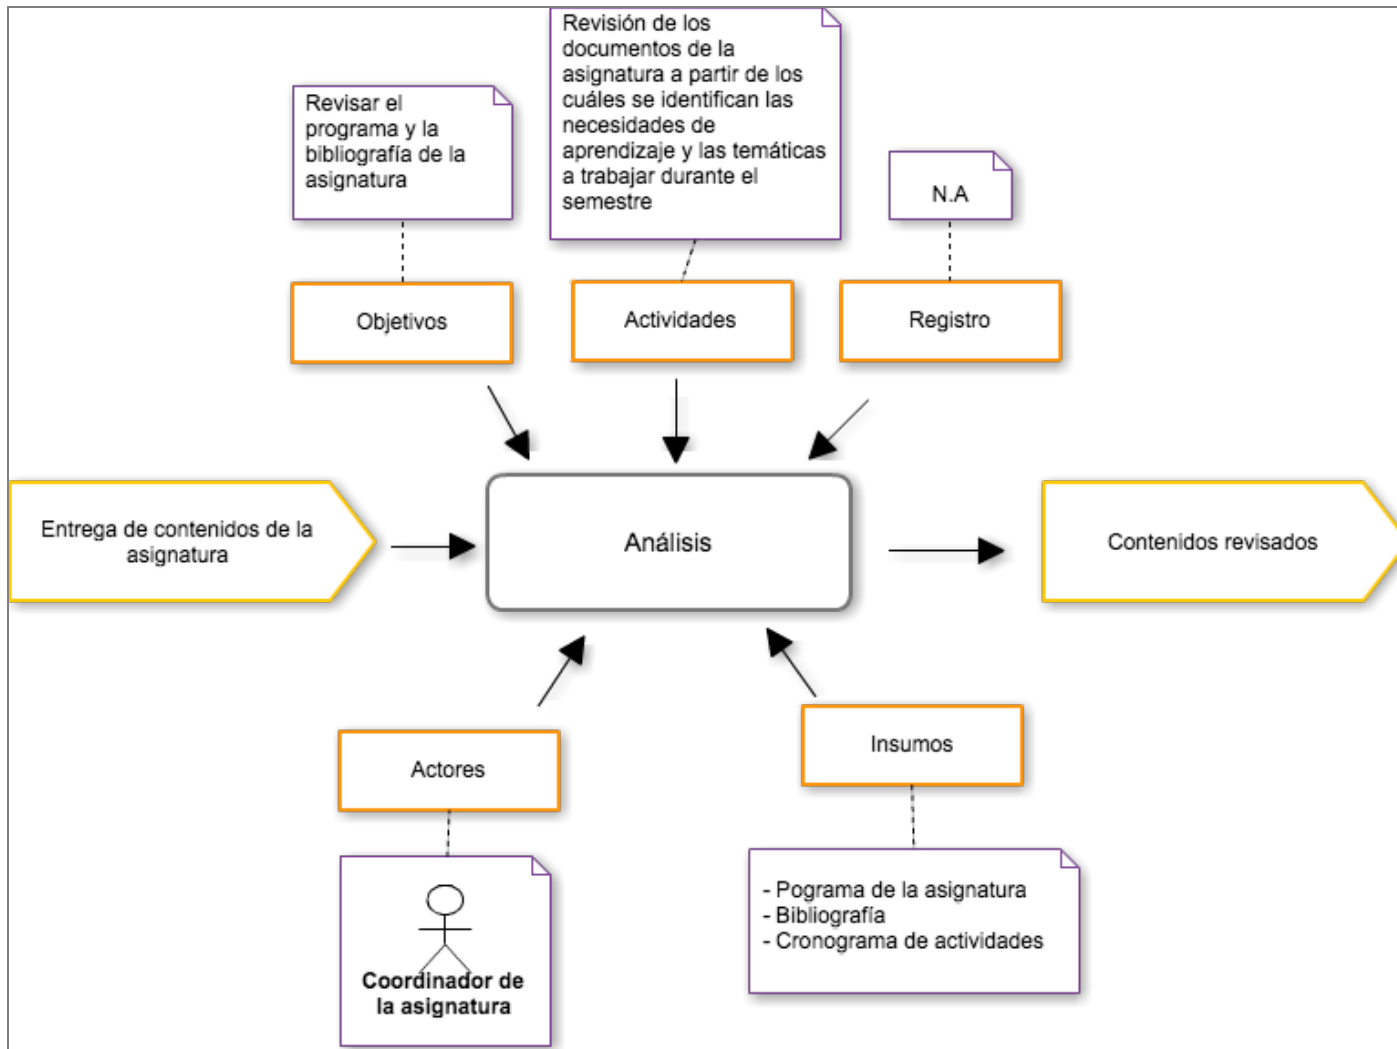 Revisión de los
documentos de la
asignatura a partir de los
cuáles se identifican las
necesidades de
aprendizaje y las temáticas
a trabajar durante el
semestre
Revisar el
programa y la
bibliografía de la
asignatura
N.A
Objetivos
Actividades
Registro
Entrega de contenidos de la
asignatura
Análisis
Contenidos revisados
Actores
Insumos
Coordinador de
la asignatura
- Pograma de la asignatura
- Bibliografía
- Cronograma de actividades